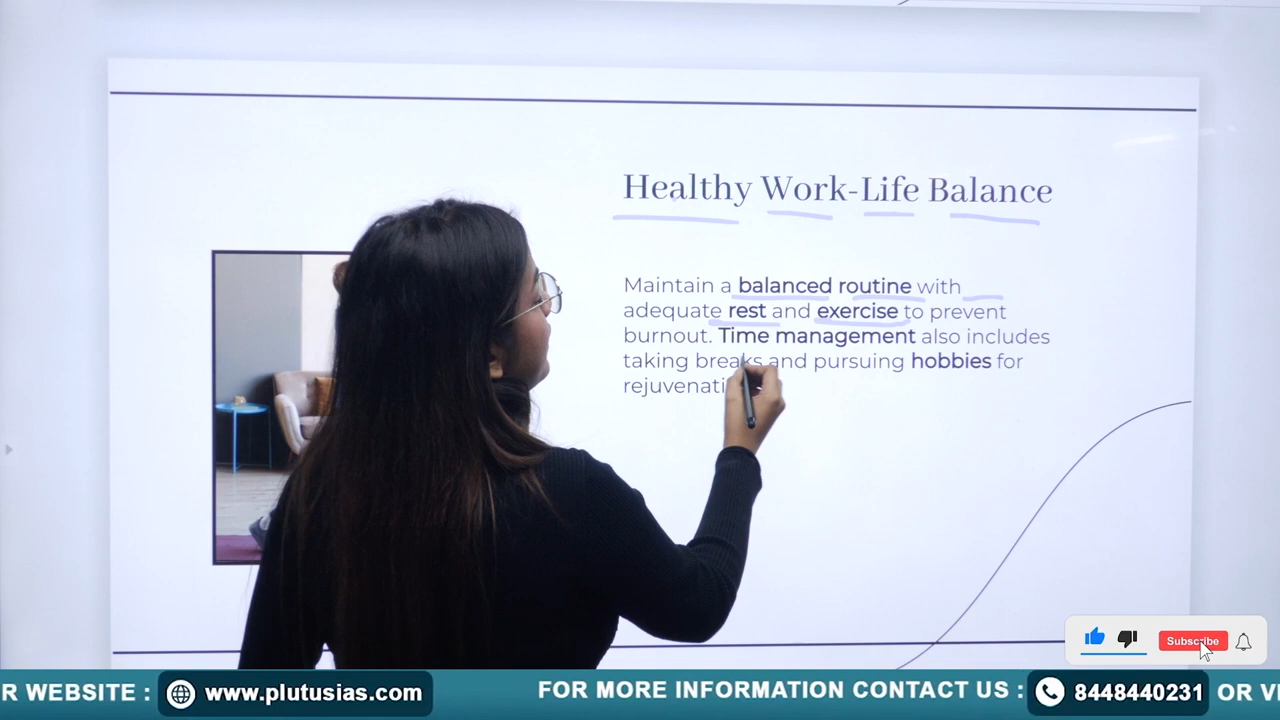 Healthy Work-Life Balance
Maintain a balanced routine with
adequate rest and exercise to prevent
burnout. Time management also includes
taking breaks and pursuing hobbies for
Subscribe
R WEBSITE : www.plutusias.com FOR MORE INFORMATION CONTACT US : 8448440231 OR VI